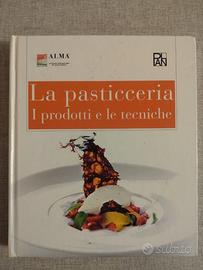 ALMA
PLAN
La pasticceria
I prodotti e le tecniche
subito